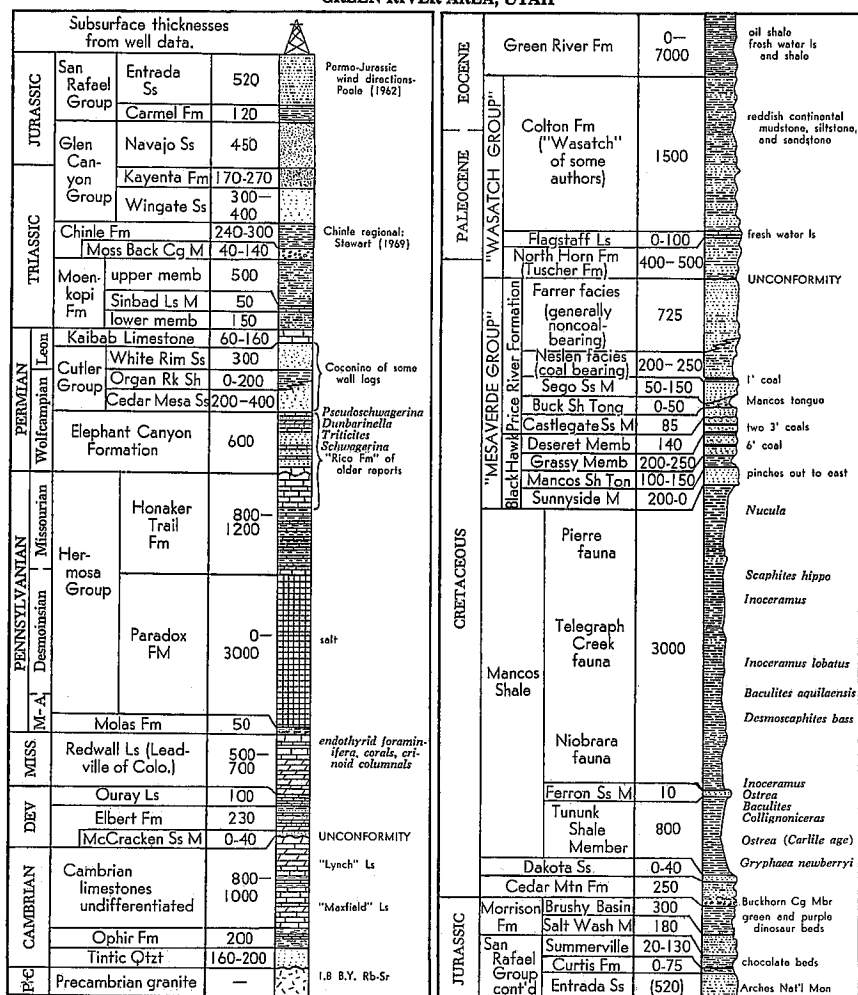 GREEN RIVER AREA, UTAH
Subsurface thicknesses
from well data.
JURASSIC
San
Rafael
Group
Entrada
Ss
520
Permo-Jurassic
wind directions-
Poole (1962)
Carmel Fm
120
Glen
Can-
yon
Group
Navajo Ss
450
TRIASSIC
Kayenta Fm
170-270
Wingate Ss
300-
400
Chinle Fm
240-300
Chinle regional:
Stewart (1969)
Moss Back Cg M
40-140
Moen-
kopi
Fm
upper memb
500
Sinbad Ls M
50
lower memb
150
PERMIAN
Leon
Kaibab Limestone
60-160
Cutler
Group
White Rim Ss
300
Coconino of some
well logs
Wolfcampian
Organ Rk Sh
0-200
Cedar Mesa Ss
200-400
Elephant Canyon
Formation
600
Pseudoschwagerina
Dunbarinella
Triticites
Schwagerina
"Rico Fm" of
older reports
PENNSYLVANIAN
Missourian
Her-
mosa
Group
Honaker
Trail
Fm
800-
1200
Desmoinsian
Paradox
FM
0-
3000
salt
M-A
Molas Fm
50
MISS
Redwall Ls (Lead-
ville of Colo.)
500-
700
endothyrid foramin-
ifera, corals, cri-
noid columnals
DEV
Ouray Ls
100
Elbert Fm
230
McCracken Ss M
0-40
UNCONFORMITY
CAMBRIAN
Cambrian
limestones
undifferentiated
800-
1000
"Lynch" Ls
"Maxfield" Ls
Ophir Fm
200
Tintic Qtzt
160-200
P/Є
Precambrian granite
—
1.8 B.Y. Rb-Sr
EOCENE
Green River Fm
0-
7000
oil shale
fresh water ls
and shale
PALEOCENE
"WASATCH GROUP"
Colton Fm
("Wasatch"
of some
authors)
1500
reddish continental
mudstone, siltstone,
and sandstone
Flagstaff Ls
0-100
fresh water ls
North Horn Fm
(Tuscher Fm)
400-500
UNCONFORMITY
CRETACEOUS
"MESAVERDE GROUP"
Price River Formation
Farrer facies
(generally
noncoal-
bearing)
725
Neslen facies
(coal bearing)
200-250
Sego Ss M
50-150
1' coal
Buck Sh Tong
0-50
Mancos tongue
Castlegate Ss M
85
two 3' coals
Black Hawk
Deseret Memb
140
6' coal
Grassy Memb
200-250
Mancos Sh Ton
100-150
pinches out to east
Sunnyside M
200-0
Mancos
Shale
Pierre
fauna
Telegraph
Creek
fauna
Niobrara
fauna
3000
Nucula
Scaphites hippo
Inoceramus
Inoceramus lobatus
Baculites aquilaensis
Desmoscaphites bass
Ferron Ss M
10
Inoceramus
Ostrea
Baculites
Collignoniceras
Tununk
Shale
Member
800
Ostrea (Carlile age)
Gryphaea newberryi
Dakota Ss
0-40
Cedar Mtn Fm
250
Buckhorn Cg Mbr
JURASSIC
Morrison
Fm
Brushy Basin
300
green and purple
dinosaur beds
Salt Wash M
180
San
Rafael
Group
cont'd
Summerville
20-130
Curtis Fm
0-75
chocolate beds
Entrada Ss
(520)
Arches Nat'l Mon